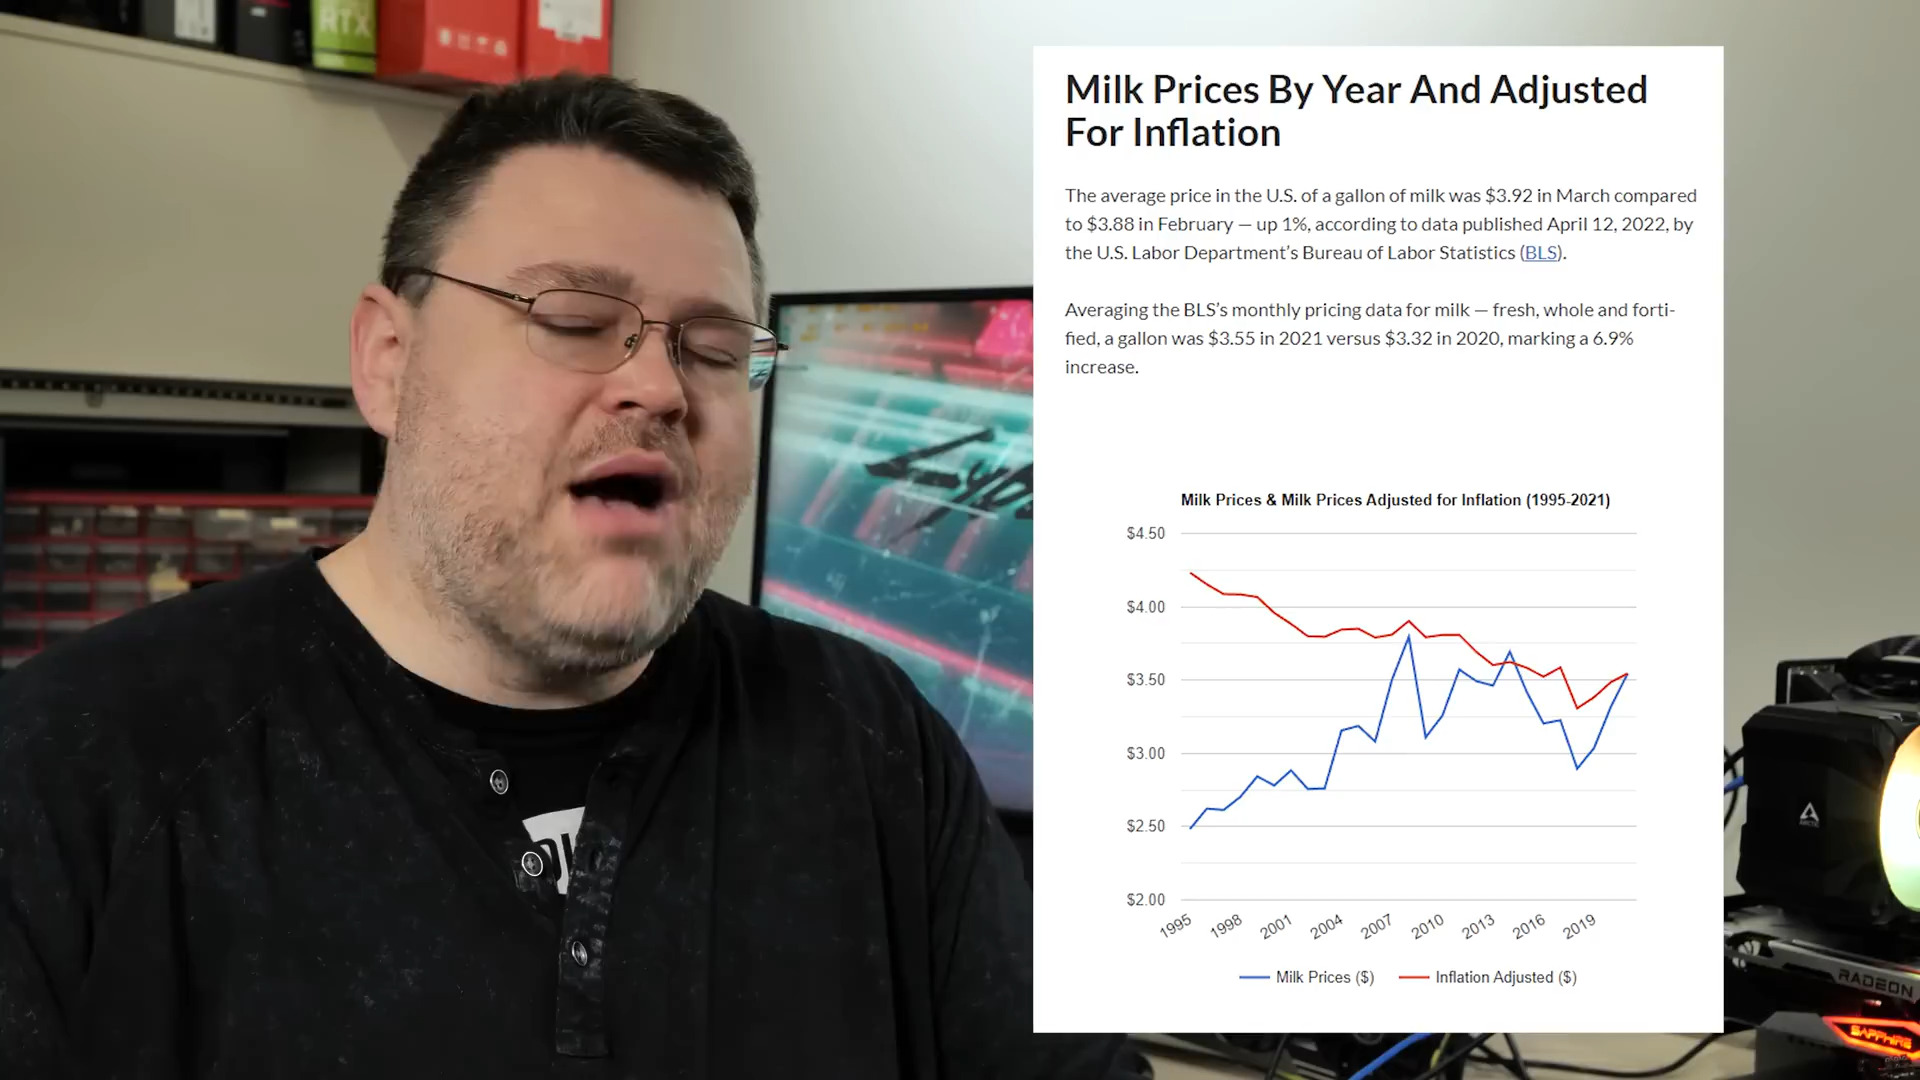 RTX
Milk Prices By Year And Adjusted
For Inflation
The average price in the U.S. of a gallon of milk was $3.92 in March compared
to $3.88 in February — up 1%, according to data published April 12, 2022, by
the U.S. Labor Department’s Bureau of Labor Statistics (BLS).
Averaging the BLS’s monthly pricing data for milk — fresh, whole and forti-
fied, a gallon was $3.55 in 2021 versus $3.32 in 2020, marking a 6.9%
increase.
Milk Prices & Milk Prices Adjusted for Inflation (1995-2021)
$4.50
$4.00
$3.50
$3.00
$2.50
$2.00
1995 1998 2001 2004 2007 2010 2013 2016 2019
Milk Prices ($) Inflation Adjusted ($)
ARCTIC
RADEON
SAPPHIRE